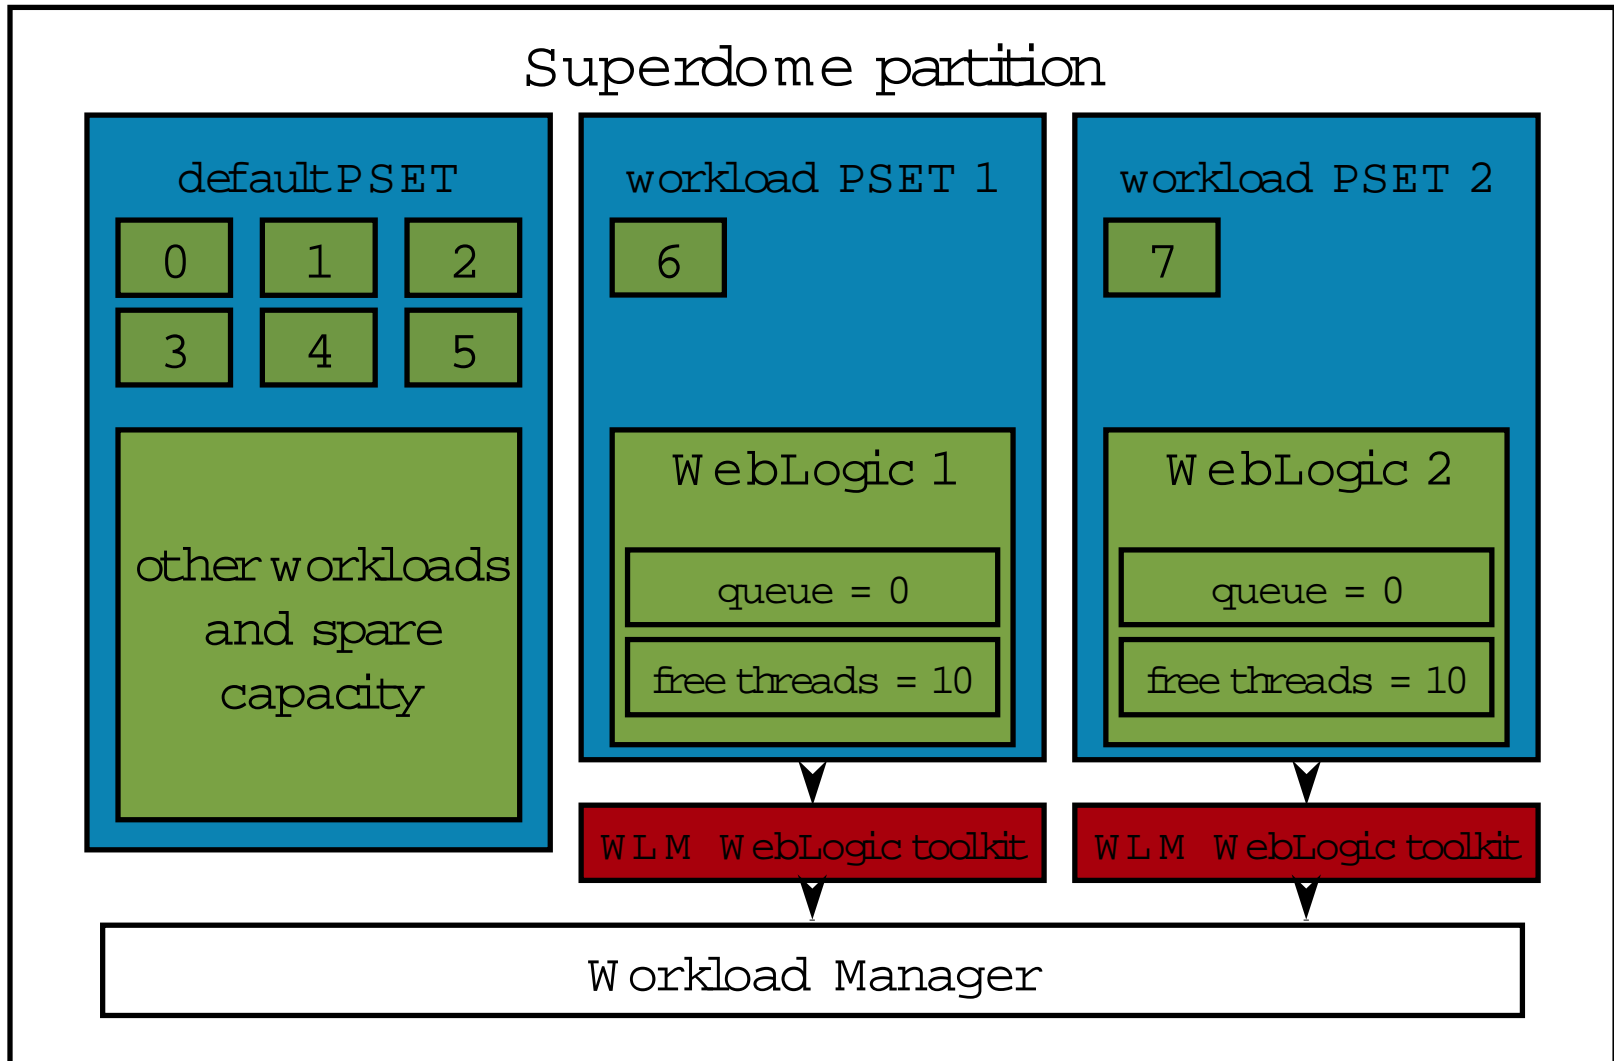 Superdome partition
default PSET
0 1 2
3 4 5
other workloads
and spare
capacity
workload PSET 1
6
WebLogic 1
queue = 0
free threads = 10
WLM WebLogic toolkit
workload PSET 2
7
WebLogic 2
queue = 0
free threads = 10
WLM WebLogic toolkit
Workload Manager